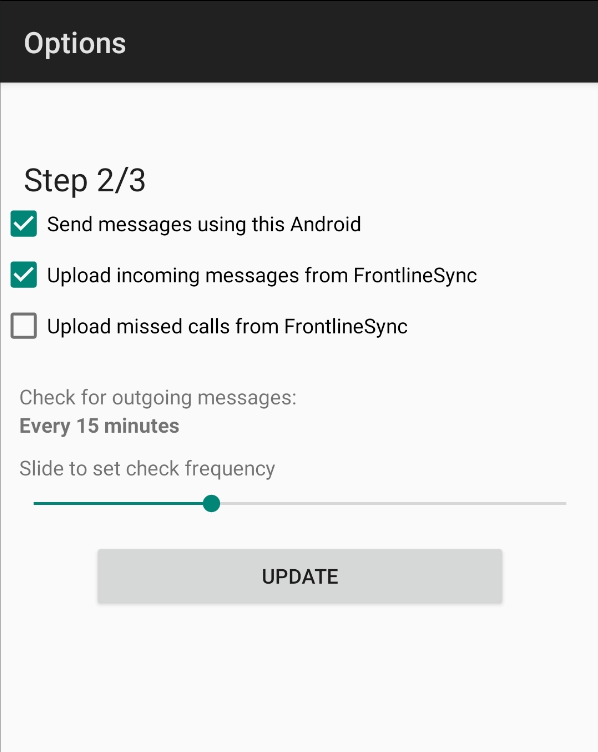 Options
Step 2/3
Send messages using this Android
Upload incoming messages from FrontlineSync
Upload missed calls from FrontlineSync
Check for outgoing messages:
Every 15 minutes
Slide to set check frequency
UPDATE